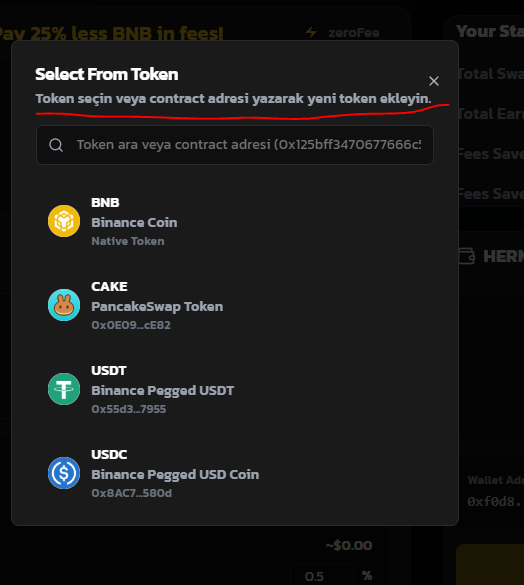 Pay 25% less BNB in fees!
zeroFee
Your Sta
Select From Token
Token seçin veya contract adresi yazarak yeni token ekleyin.
Total Swa
Token ara veya contract adresi (0x125bff3470677666c5
Total Earn
Fees Save
BNB
Binance Coin
Native Token
Fees Save
HERM
CAKE
PancakeSwap Token
0x0E09...cE82
USDT
Binance Pegged USDT
0x55d3...7955
USDC
Binance Pegged USD Coin
0x8AC7...580d
Wallet Add
0xf0d8.
~$0.00
0.5
%